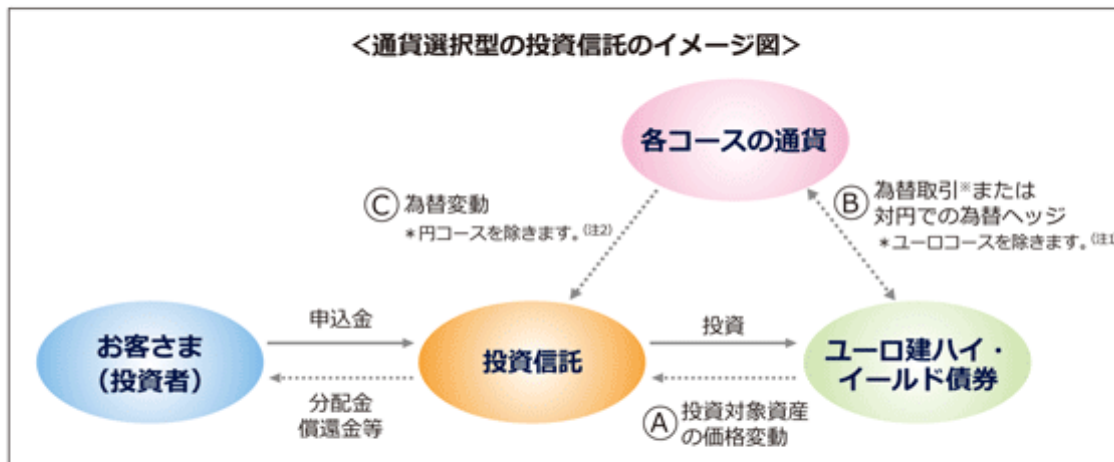 <通貨選択型の投資信託のイメージ図>
各コースの通貨
Ⓒ 為替変動
＊円コースを除きます。(注2)
Ⓑ 為替取引※または
対円での為替ヘッジ
＊ユーロコースを除きます。(注1
お客さま
（投資者）
申込金
分配金
償還金等
投資信託
投資
Ⓐ 投資対象資産
の価格変動
ユーロ建ハイ・
イールド債券